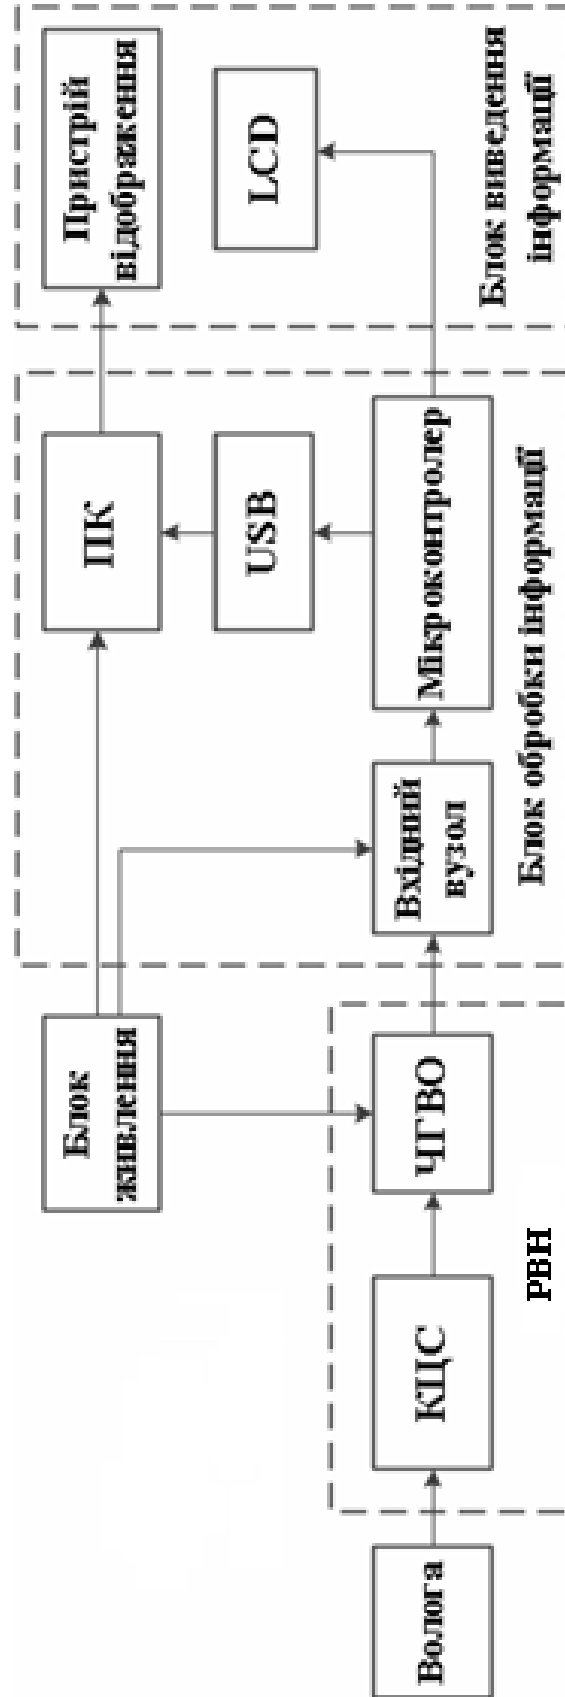 Пристрій
відображення
LCD
Блок виведення
інформації
ПК
USB
Мікроконтролер
Вхідний
вузол
Блок обробки інформації
Блок
живлення
ЧГВО
КЦС
РВН
Волога